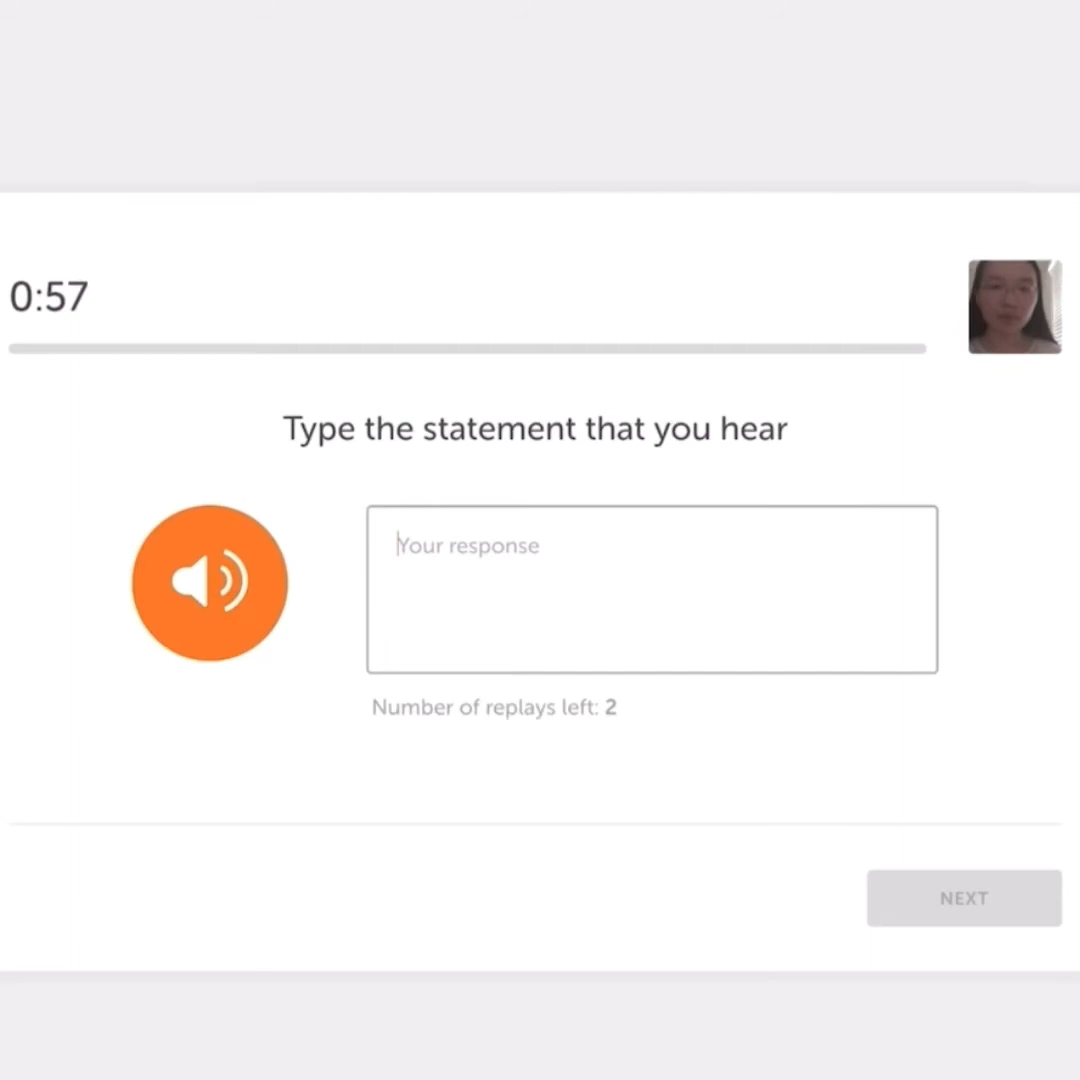 0:57
Type the statement that you hear
Your response
Number of replays left: 2
NEXT